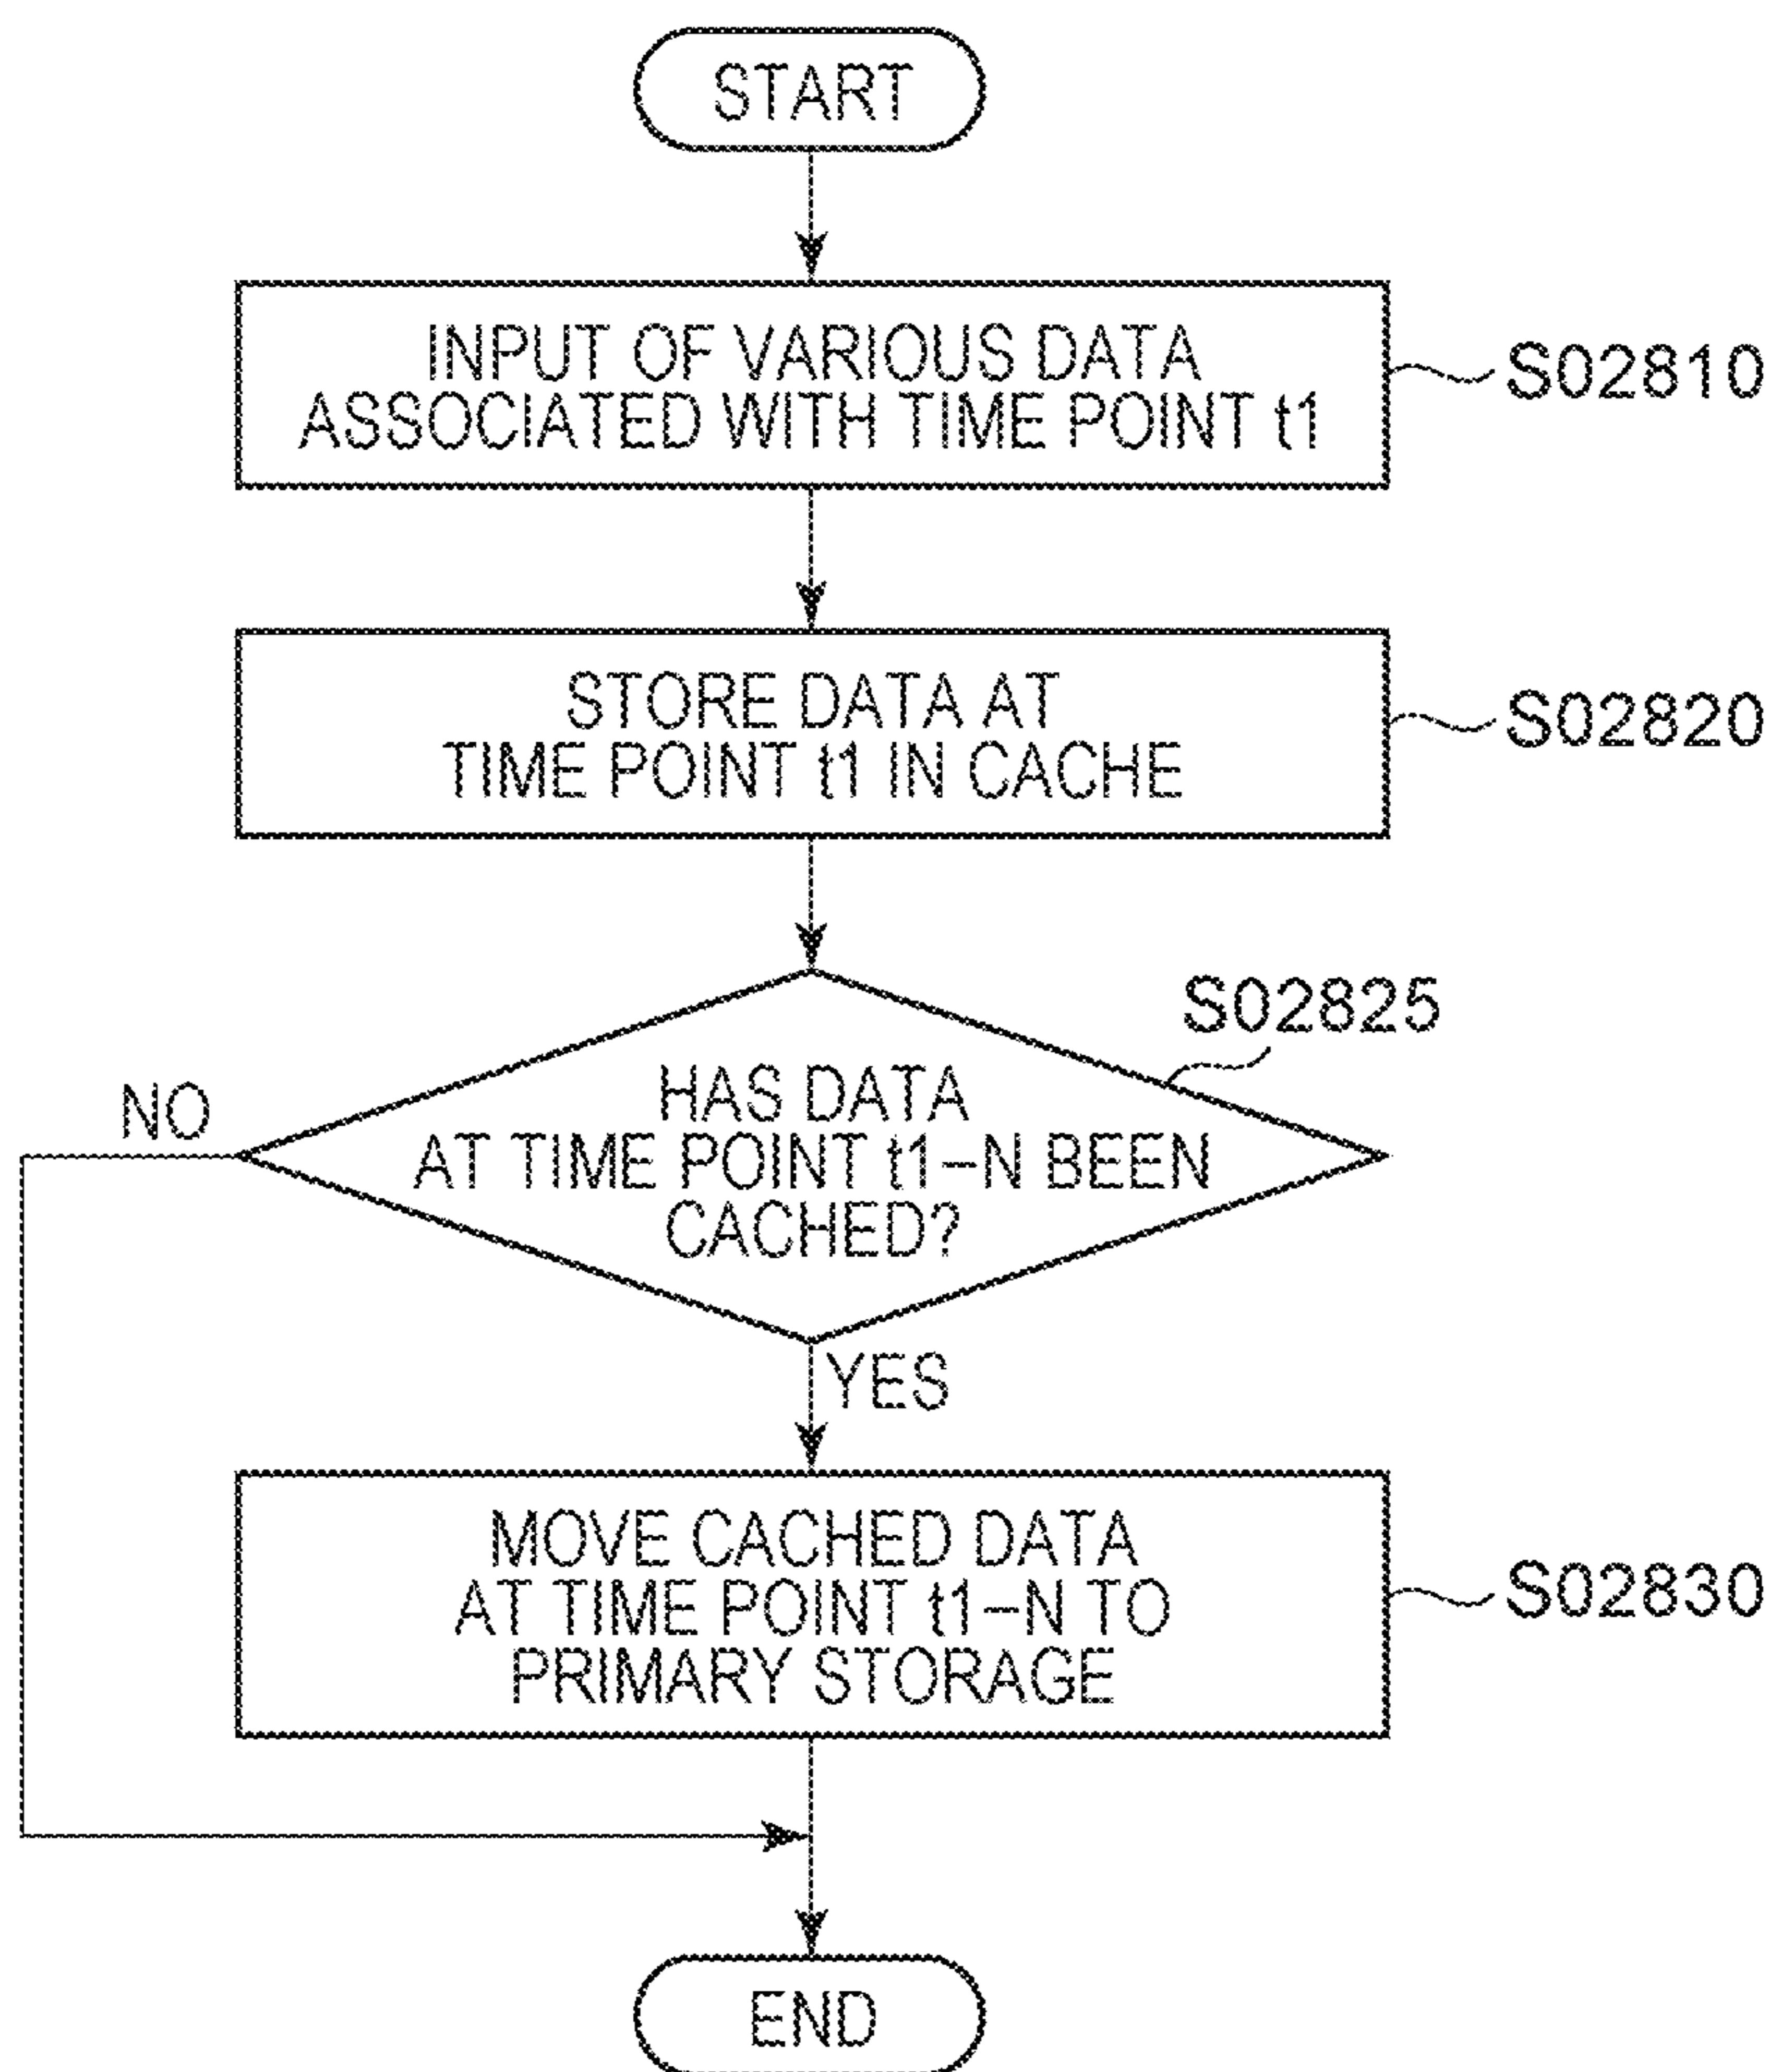 START
INPUT OF VARIOUS DATA
ASSOCIATED WITH TIME POINT t1
S02810
STORE DATA AT
TIME POINT t1 IN CACHE
S02820
S02825
HAS DATA
AT TIME POINT t1–N BEEN
CACHED?
NO
YES
MOVE CACHED DATA
AT TIME POINT t1–N TO
PRIMARY STORAGE
S02830
END